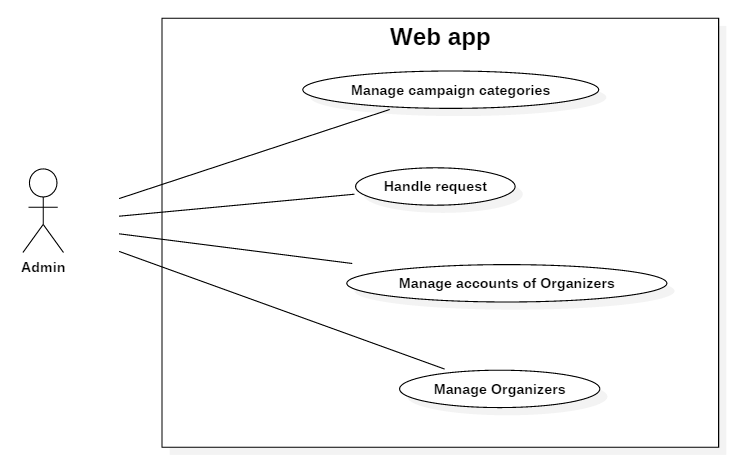 Web app
Manage campaign categories
Handle request
Admin
Manage accounts of Organizers
Manage Organizers